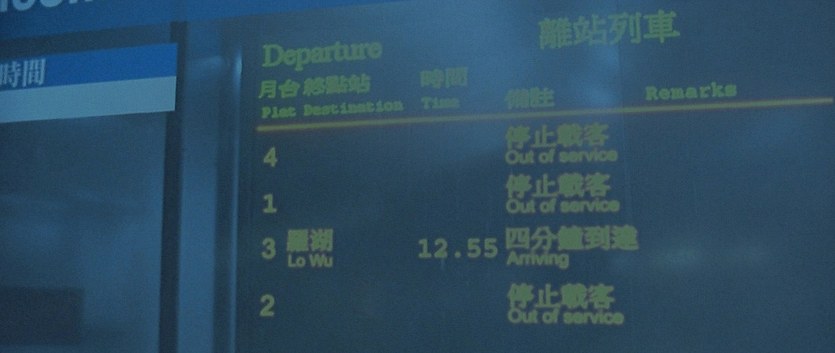 時間
Departure 離站列車
月台 終點站 時間 備註 Remarks
Plat Destination Time
4 停止載客
Out of service
1 停止載客
Out of service
3 羅湖 12.55 四分鐘到達
Lo Wu Arriving
2 停止載客
Out of service